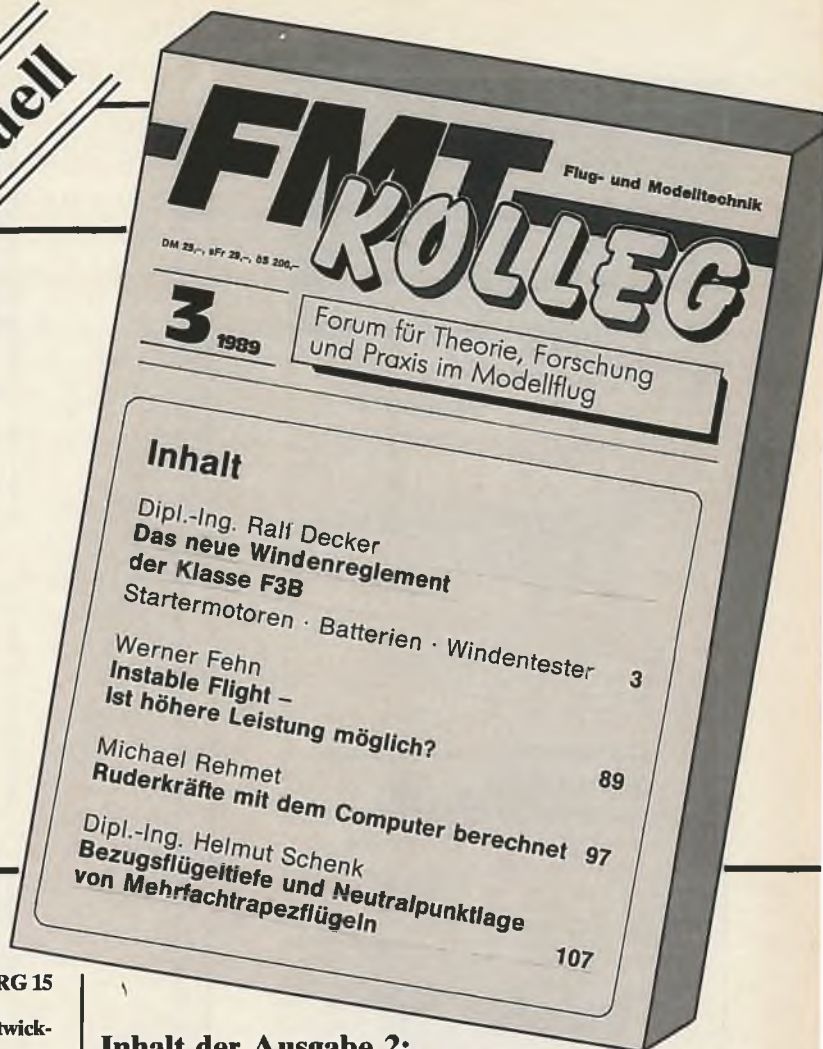 uell
FMT
Flug- und Modelltechnik
KOLLEG
DM 29,-, sFr 29,-, öS 200,-
3 1989
Forum für Theorie, Forschung
und Praxis im Modellflug
Inhalt
Dipl.-Ing. Ralf Decker
Das neue Windenreglement
der Klasse F3B
Startermotoren · Batterien · Windentester 3
Werner Fehn
Instable Flight –
Ist höhere Leistung möglich?
89
Michael Rehmet
Ruderkräfte mit dem Computer berechnet 97
Dipl.-Ing. Helmut Schenk
Bezugsflügeltiefe und Neutralpunktlage
von Mehrfachtrapezflügeln
107
RG 15
twick-
Inhalt der Ausgabe 2: